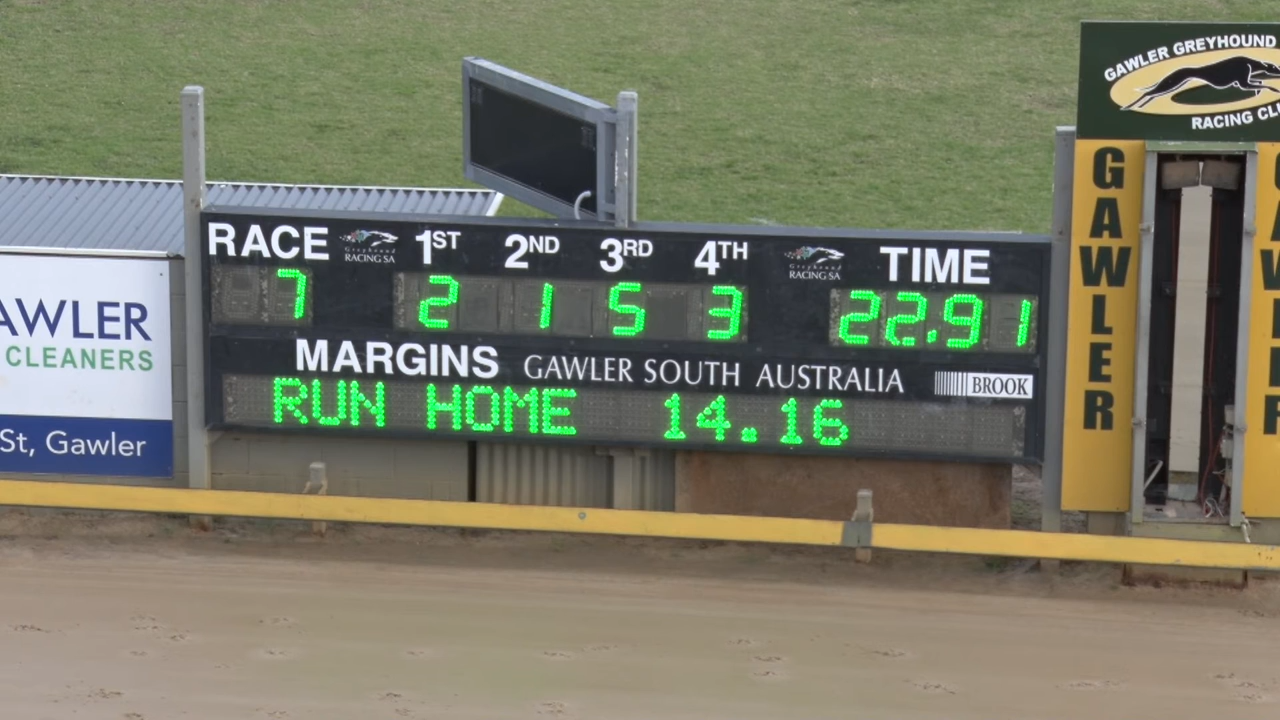 GAWLER GREYHOUND
RACING CLU
GAWLER
RACE
Greyhound
RACING SA
1ST 2ND 3RD 4TH
Greyhound
RACING SA
TIME
7 2 1 5 3 22.91
MARGINS GAWLER SOUTH AUSTRALIA BROOK
RUN HOME 14.16
AWLER
CLEANERS
St, Gawler